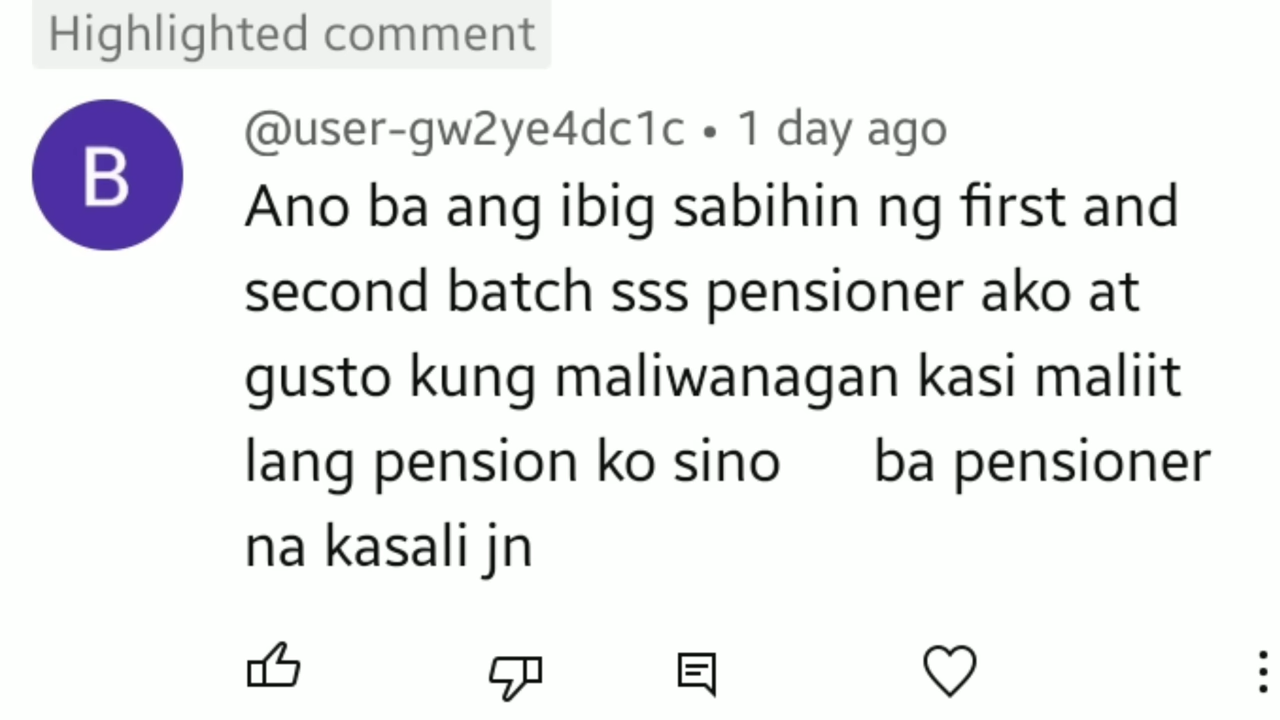 Highlighted comment
B
@user-gw2ye4dc1c • 1 day ago
Ano ba ang ibig sabihin ng first and
second batch sss pensioner ako at
gusto kung maliwanagan kasi maliit
lang pension ko sino ba pensioner
na kasali jn